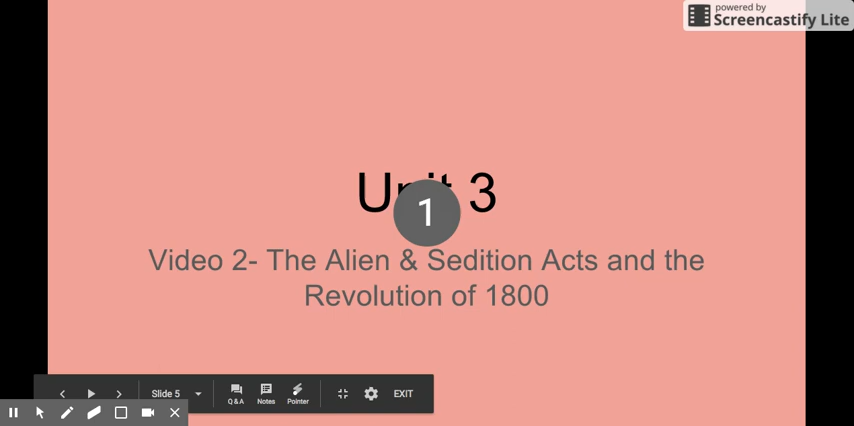 powered by
Screencastify Lite
Unit 3
1
Video 2- The Alien & Sedition Acts and the
Revolution of 1800
Slide 5
Q&A
Notes
Pointer
EXIT